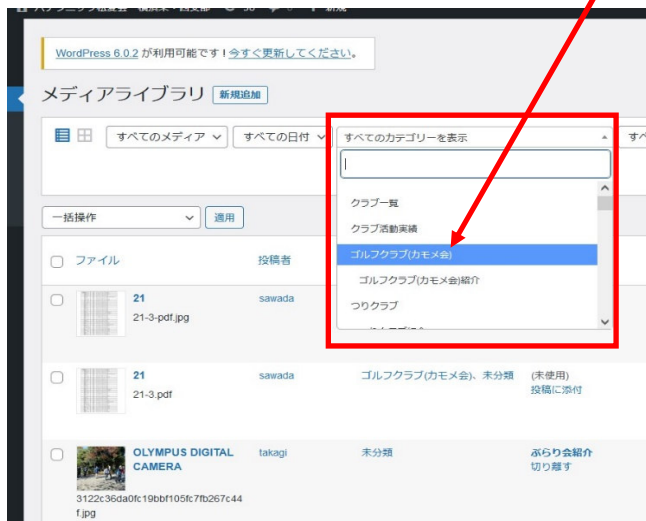 WordPress 6.0.2 が利用可能です ! 今すぐ更新してください。
メディアライブラリ 新規追加
すべてのメディア すべての日付 すべてのカテゴリーを表示 すべ
クラブ一覧
一括操作 適用
クラブ活動実績
ゴルフクラブ(カモメ会)
ファイル 投稿者
ゴルフクラブ(カモメ会)紹介
つりクラブ
21 sawada
21-3-pdf.jpg
21 sawada ゴルフクラブ(カモメ会)、未分類 (未使用)
21-3.pdf 投稿に添付
OLYMPUS DIGITAL CAMERA takagi 未分類 ぶらり会紹介
切り離す
3122c36da0fc19bbf105fc7fb267c44
f.jpg